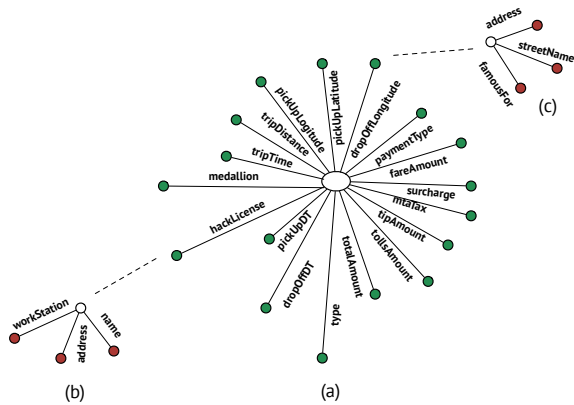 address
streetName
famousFor
(c)
pickUpLatitude
dropOffLongitude
pickUpLogitude
tripDistance
paymentType
tripTime
fareAmount
medallion
surcharge
mtaTax
hackLicense
tipAmount
pickUpDT
tollsAmount
totalAmount
dropOffDT
type
workStation
address
name
(b)
(a)